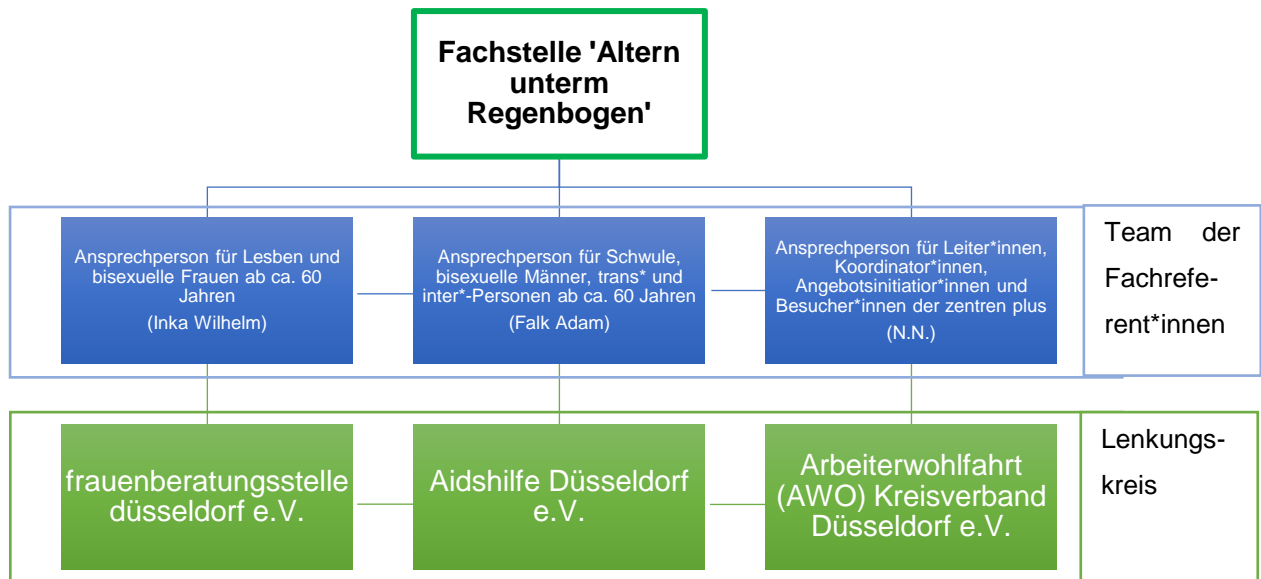 Fachstelle 'Altern
unterm
Regenbogen'
Ansprechperson für Lesben und
bisexuelle Frauen ab ca. 60
Jahren
(Inka Wilhelm)
Ansprechperson für Schwule,
bisexuelle Männer, trans* und
inter*-Personen ab ca. 60 Jahren
(Falk Adam)
Ansprechperson für Leiter*innen,
Koordinator*innen,
Angebotsinitiatior*innen und
Besucher*innen der zentren plus
(N.N.)
Team der
Fachrefe-
rent*innen
frauenberatungsstelle
düsseldorf e.V.
Aidshilfe Düsseldorf
e.V.
Arbeiterwohlfahrt
(AWO) Kreisverband
Düsseldorf e.V.
Lenkungs-
kreis